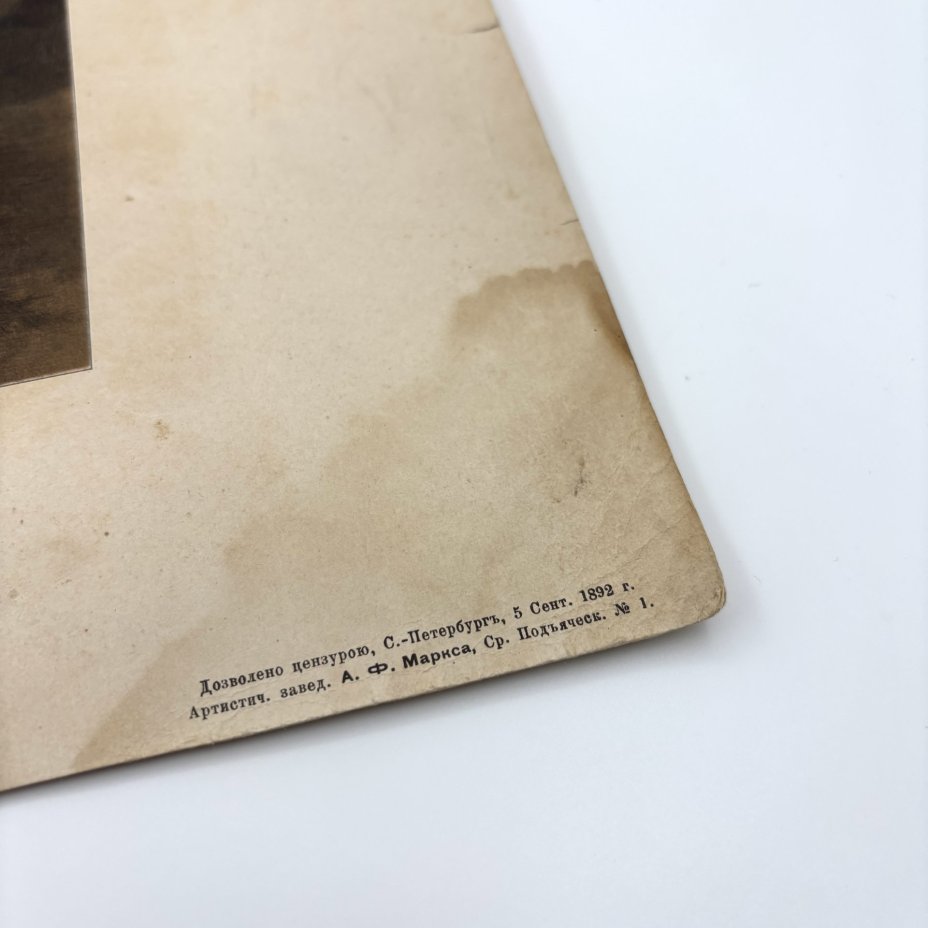 Дозволено цензурою, С.-Петербургъ, 5 Сент. 1892 г.
Артистич. завед. А. Ф. Маркса, Ср. Подъяческ. № 1.